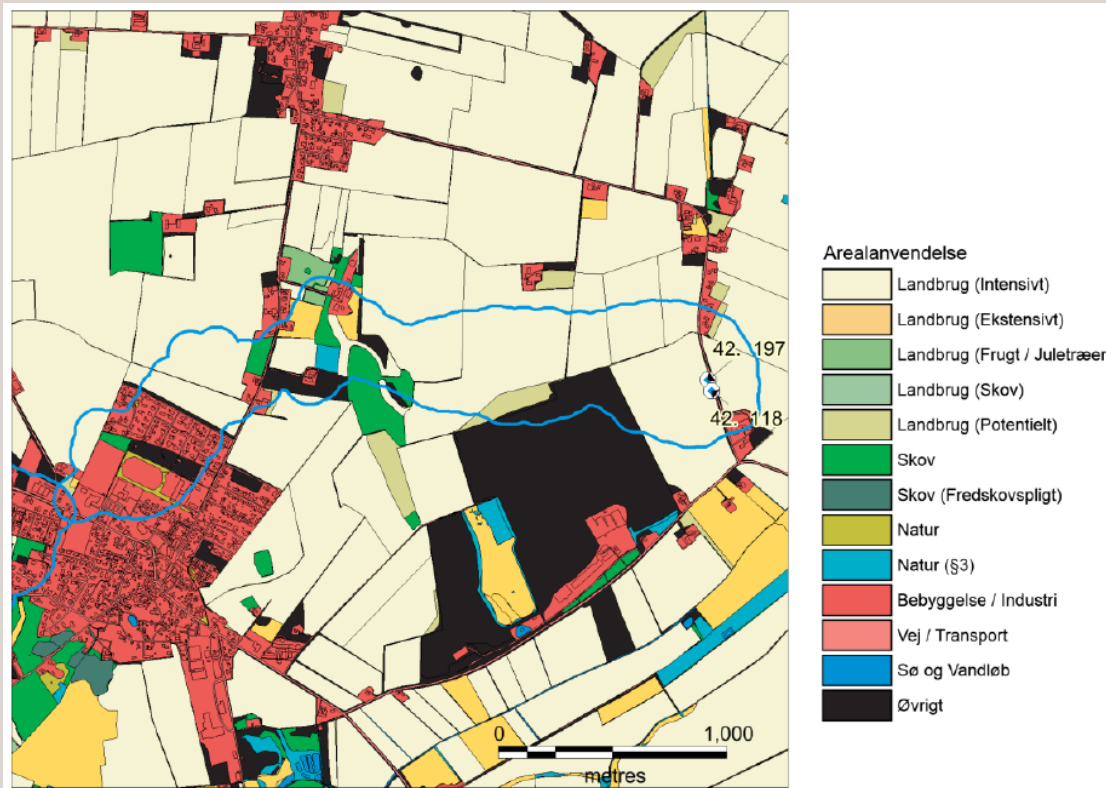 42. 197
42. 118
0 1,000
metres
Arealanvendelse
Landbrug (Intensivt)
Landbrug (Ekstensivt)
Landbrug (Frugt / Juletræer
Landbrug (Skov)
Landbrug (Potentielt)
Skov
Skov (Fredskovspligt)
Natur
Natur (§3)
Bebyggelse / Industri
Vej / Transport
Sø og Vandløb
Øvrigt